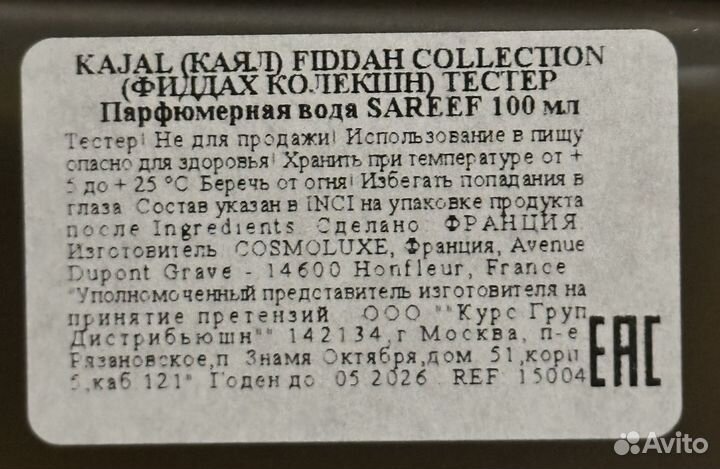 KAJAL (КАЯЛ) FIDDAH COLLECTION
(ФИДДАХ КОЛЕКШН) ТЕСТЕР
Парфюмерная вода SAREEF 100 мл
Тестер! Не для продажи! Использование в пищу
опасно для здоровья! Хранить при температуре от +
5 до + 25 °C Беречь от огня! Избегать попадания в
глаза Состав указан в INCI на упаковке продукта
после Ingredients Сделано ФРАНЦИЯ
Изготовитель COSMOLUXE, Франция, Avenue
Dupont Grave - 14600 Honfleur, France
"Уполномоченный представитель изготовителя на
принятие претензий ООО ""Курс Груп
Дистрибьюшн"" 142134,г Москва, п-е
Рязановское,п Знамя Октября,дом 51,корп
5,каб 121" Годен до 05 2026 REF 15004
EAC
Avito